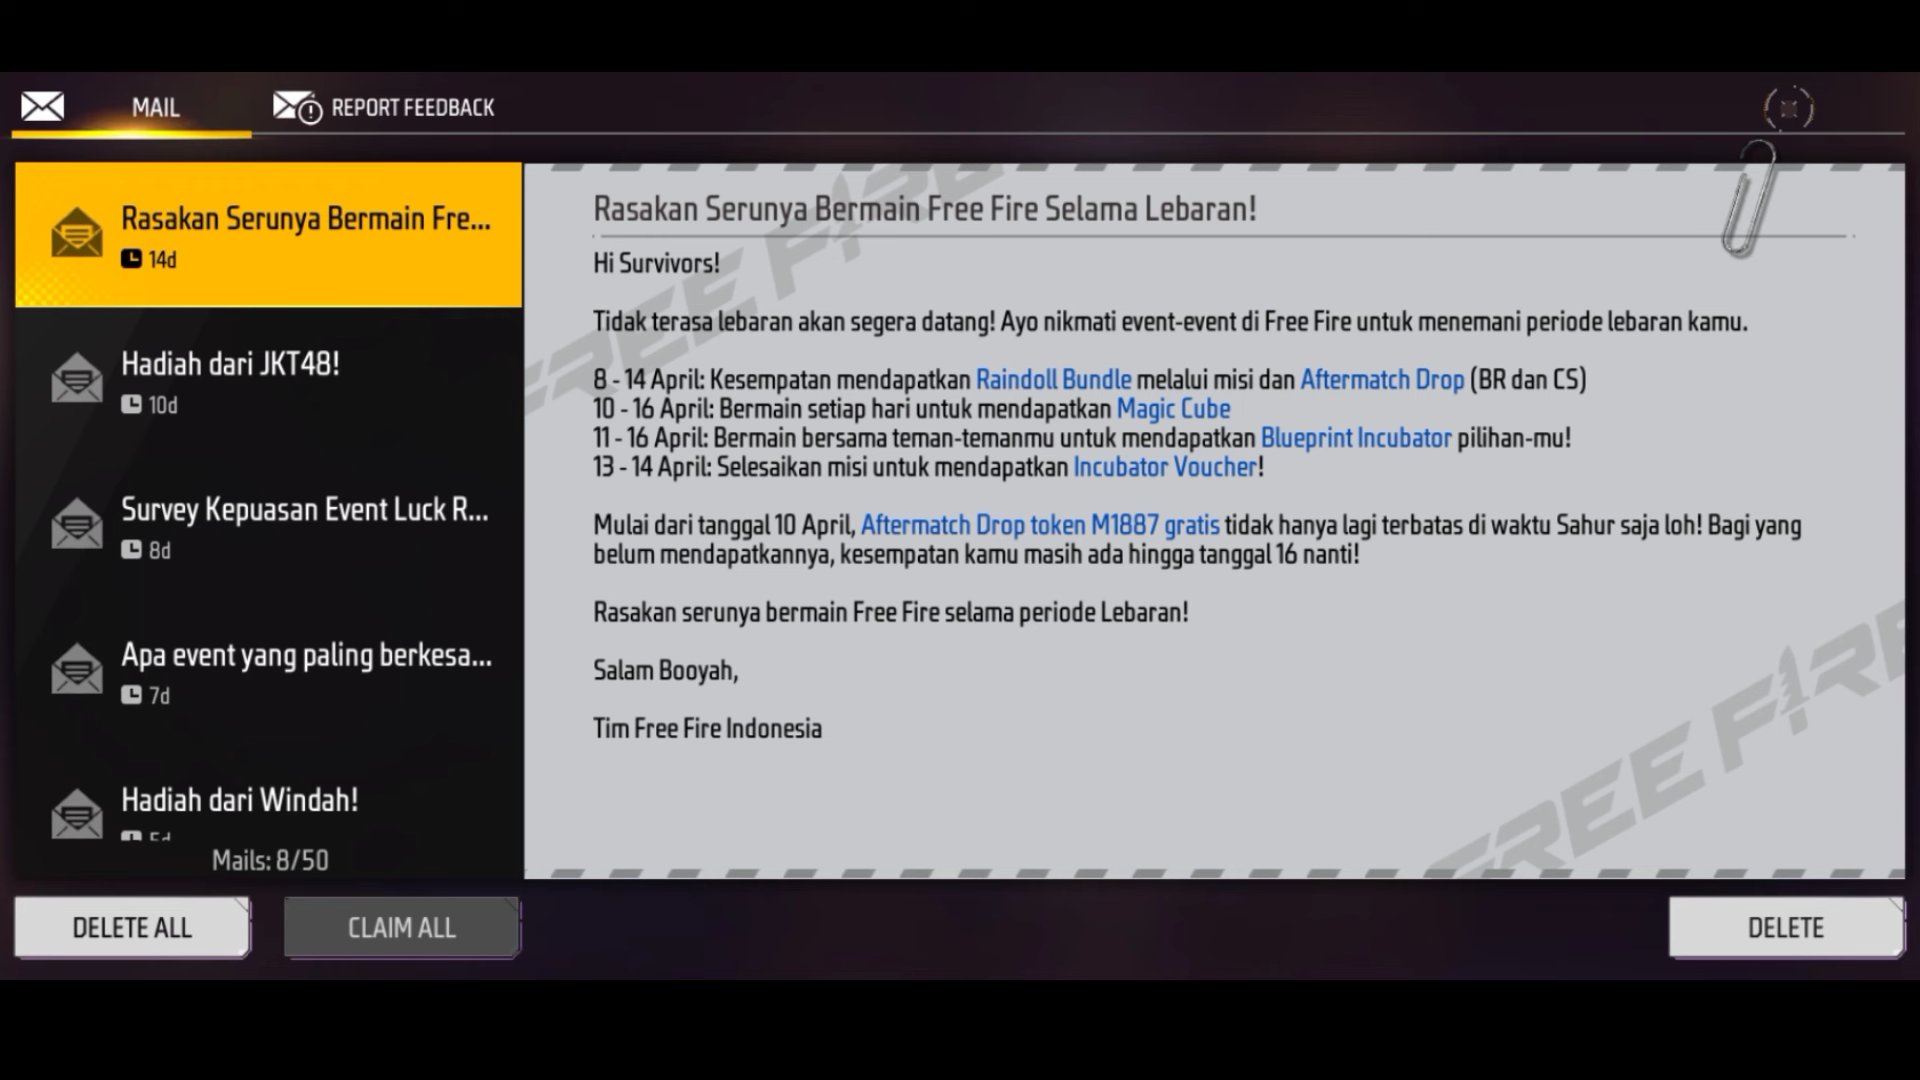 MAIL
REPORT FEEDBACK
Rasakan Serunya Bermain Fre...
14d
Hadiah dari JKT48!
10d
Survey Kepuasan Event Luck R...
8d
Apa event yang paling berkesa...
7d
Hadiah dari Windah!
5d
Mails: 8/50
DELETE ALL
CLAIM ALL
FREE FIRE
Rasakan Serunya Bermain Free Fire Selama Lebaran!
Hi Survivors!
Tidak terasa lebaran akan segera datang! Ayo nikmati event-event di Free Fire untuk menemani periode lebaran kamu.
8 - 14 April: Kesempatan mendapatkan Raindoll Bundle melalui misi dan Aftermatch Drop (BR dan CS)
10 - 16 April: Bermain setiap hari untuk mendapatkan Magic Cube
11 - 16 April: Bermain bersama teman-temanmu untuk mendapatkan Blueprint Incubator pilihan-mu!
13 - 14 April: Selesaikan misi untuk mendapatkan Incubator Voucher!
Mulai dari tanggal 10 April, Aftermatch Drop token M1887 gratis tidak hanya lagi terbatas di waktu Sahur saja loh! Bagi yang
belum mendapatkannya, kesempatan kamu masih ada hingga tanggal 16 nanti!
Rasakan serunya bermain Free Fire selama periode Lebaran!
Salam Booyah,
Tim Free Fire Indonesia
FREE FIRE
DELETE